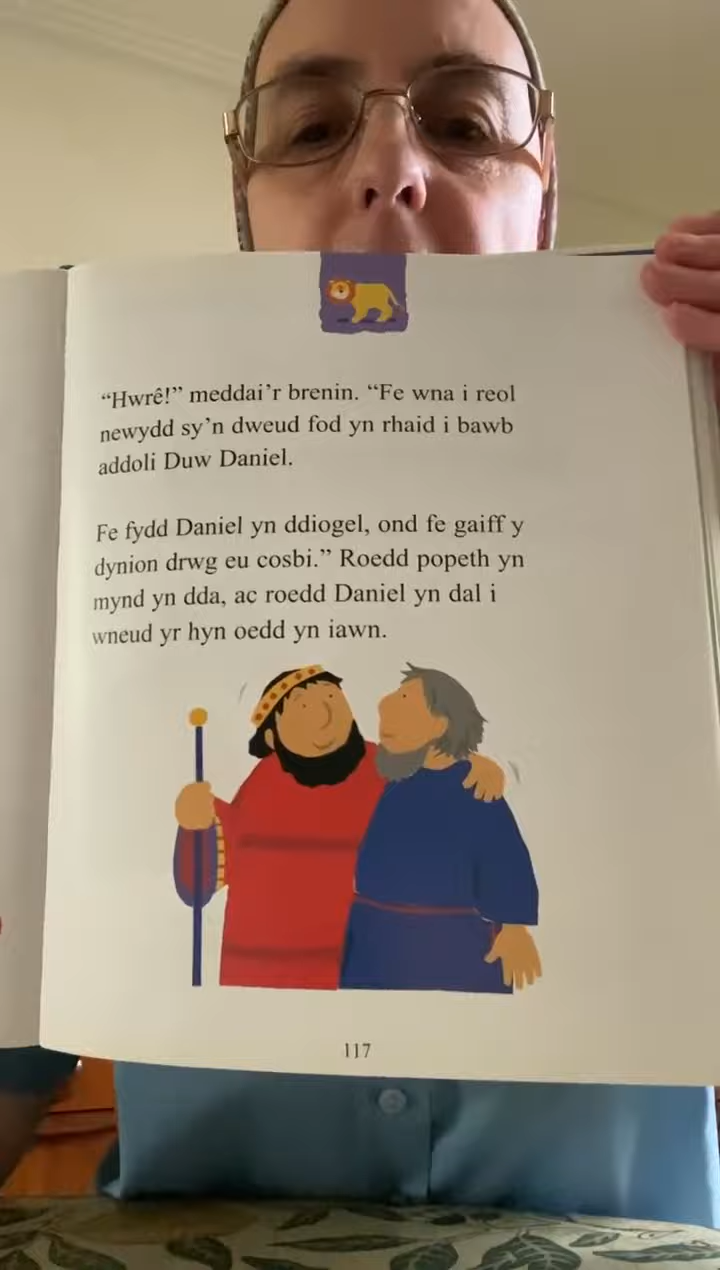 “Hwrê!” meddai’r brenin. “Fe wna i reol
newydd sy’n dweud fod yn rhaid i bawb
addoli Duw Daniel.
Fe fydd Daniel yn ddiogel, ond fe gaiff y
dynion drwg eu cosbi.” Roedd popeth yn
mynd yn dda, ac roedd Daniel yn dal i
wneud yr hyn oedd yn iawn.
117